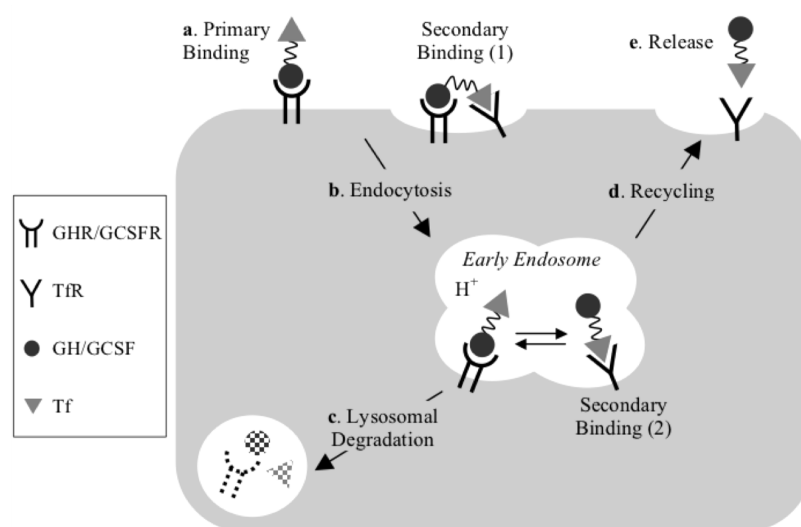 a. Primary
Binding
Secondary
Binding (1)
e. Release
b. Endocytosis
d. Recycling
GHR/GCSFR
TfR
GH/GCSF
Tf
Early Endosome
H+
Secondary
Binding (2)
c. Lysosomal
Degradation